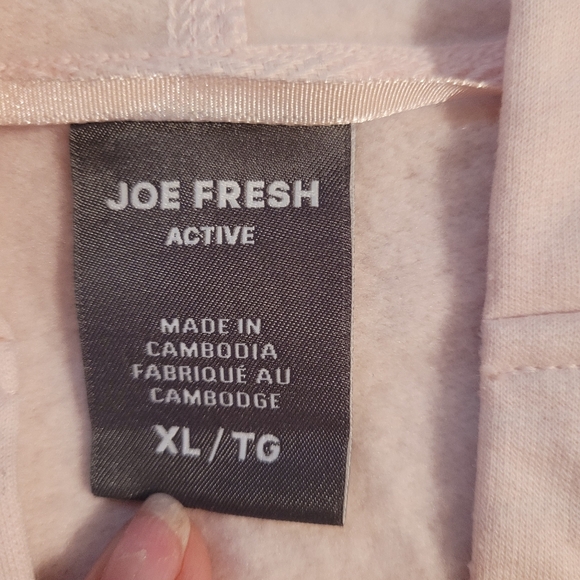 JOE FRESH
ACTIVE
MADE IN
CAMBODIA
FABRIQUÉ AU
CAMBODGE
XL / TG